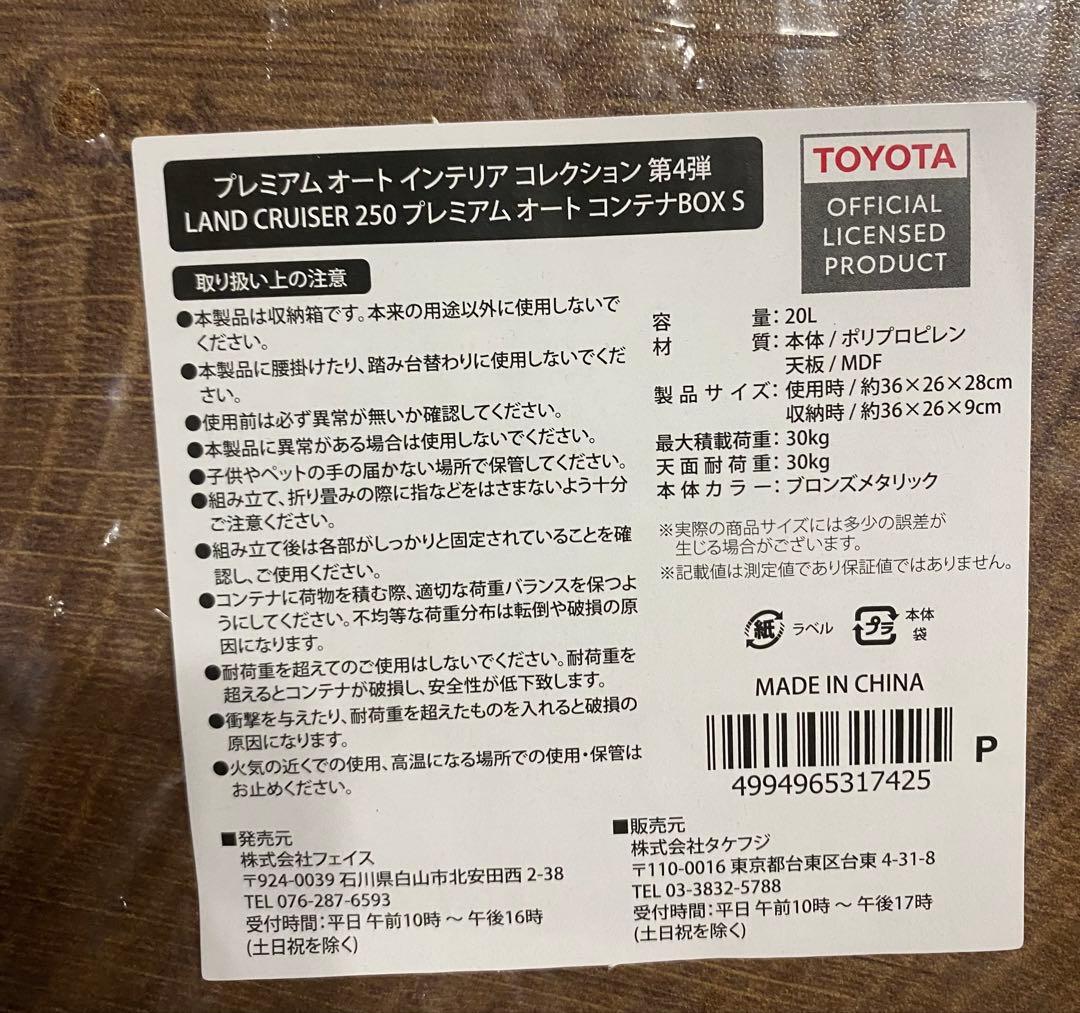 プレミアム オート インテリア コレクション 第4弾
LAND CRUISER 250 プレミアム オート コンテナBOX S
TOYOTA
OFFICIAL
LICENSED
PRODUCT
取り扱い上の注意
●本製品は収納箱です。本来の用途以外に使用しないで
ください。
●本製品に腰掛けたり、踏み台替わりに使用しないでくだ
さい。
●使用前は必ず異常が無いか確認してください。
●本製品に異常がある場合は使用しないでください。
●子供やペットの手の届かない場所で保管してください。
●組み立て、折り畳みの際に指などをはさまないよう十分
ご注意ください。
●組み立て後は各部がしっかりと固定されていることを確
認し、ご使用ください。
●コンテナに荷物を積む際、適切な荷重バランスを保つよ
うにしてください。不均等な荷重分布は転倒や破損の原
因になります。
●耐荷重を超えてのご使用はしないでください。耐荷重を
超えるとコンテナが破損し、安全性が低下致します。
●衝撃を与えたり、耐荷重を超えたものを入れると破損の
原因になります。
●火気の近くでの使用、高温になる場所での使用・保管は
お止めください。
容量：20L
材質：本体 / ポリプロピレン
天板 / MDF
製品サイズ：使用時 / 約36×26×28cm
収納時 / 約36×26×9cm
最大積載荷重：30kg
天面耐荷重：30kg
本体カラー：ブロンズメタリック
※実際の商品サイズには多少の誤差が
生じる場合がございます。
※記載値は測定値であり保証値ではありません。
紙 ラベル プラ 本体
袋
MADE IN CHINA
P
4994965317425
■発売元
株式会社フェイス
〒924-0039 石川県白山市北安田西 2-38
TEL 076-287-6593
受付時間：平日 午前10時 ～ 午後16時
(土日祝を除く)
■販売元
株式会社タケフジ
〒110-0016 東京都台東区台東 4-31-8
TEL 03-3832-5788
受付時間：平日 午前10時 ～ 午後17時
(土日祝を除く)